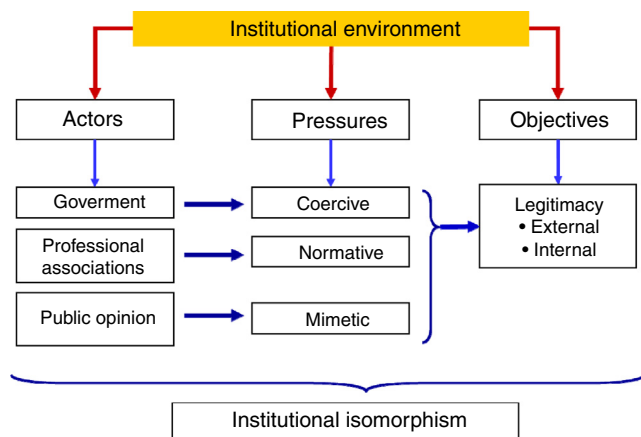 Institutional environment
Actors
Pressures
Objectives
Goverment
Coercive
Legitimacy
• External
• Internal
Professional
associations
Normative
Public opinion
Mimetic
Institutional isomorphism